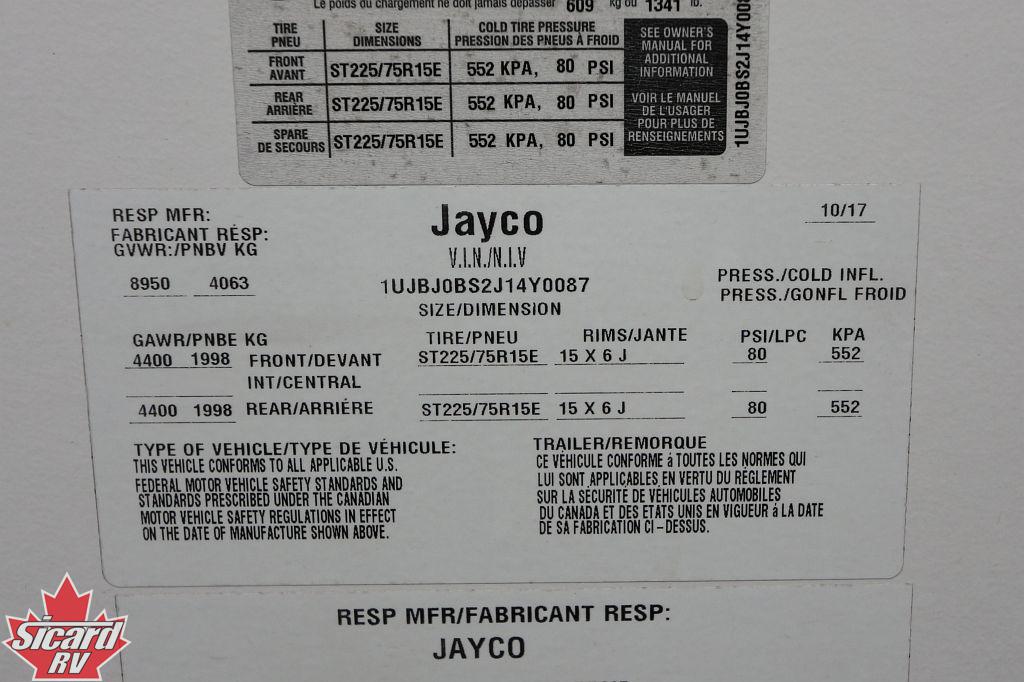 Le poids du chargement ne doit jamais dépasser 609 kg ou 1341 lb.
TIRE PNEU SIZE DIMENSIONS COLD TIRE PRESSURE PRESSION DES PNEUS À FROID
FRONT AVANT ST225/75R15E 552 KPA, 80 PSI
REAR ARRIÈRE ST225/75R15E 552 KPA, 80 PSI
SPARE DE SECOURS ST225/75R15E 552 KPA, 80 PSI
SEE OWNER'S
MANUAL FOR
ADDITIONAL
INFORMATION
VOIR LE MANUEL
DE L'USAGER
POUR PLUS DE
RENSEIGNEMENTS
RESP MFR:
FABRICANT RÉSP:
GVWR:/PNBV KG
8950 4063
Jayco
V.I.N./N.I.V
1UJBJ0BS2J14Y0087
SIZE/DIMENSION
10/17
PRESS./COLD INFL.
PRESS./GONFL FROID
GAWR/PNBE KG TIRE/PNEU RIMS/JANTE PSI/LPC KPA
4400 1998 FRONT/DEVANT ST225/75R15E 15 X 6 J 80 552
INT/CENTRAL
4400 1998 REAR/ARRIÉRE ST225/75R15E 15 X 6 J 80 552
TYPE OF VEHICLE/TYPE DE VÉHICULE:
THIS VEHICLE CONFORMS TO ALL APPLICABLE U.S.
FEDERAL MOTOR VEHICLE SAFETY STANDARDS AND
STANDARDS PRESCRIBED UNDER THE CANADIAN
MOTOR VEHICLE SAFETY REGULATIONS IN EFFECT
ON THE DATE OF MANUFACTURE SHOWN ABOVE.
TRAILER/REMORQUE
CE VÉHICULE CONFORME á TOUTES LES NORMES QUI
LUI SONT APPLICABLES EN VERTU DU RÉGLEMENT
SUR LA SÉCURITÉ DE VÉHICULES AUTOMOBILES
DU CANADA ET DES ÉTATS UNIS EN VIGUEUR á LA DATE
DE SA FABRICATION CI-DESSUS.
RESP MFR/FABRICANT RESP:
JAYCO
Sicard
RV